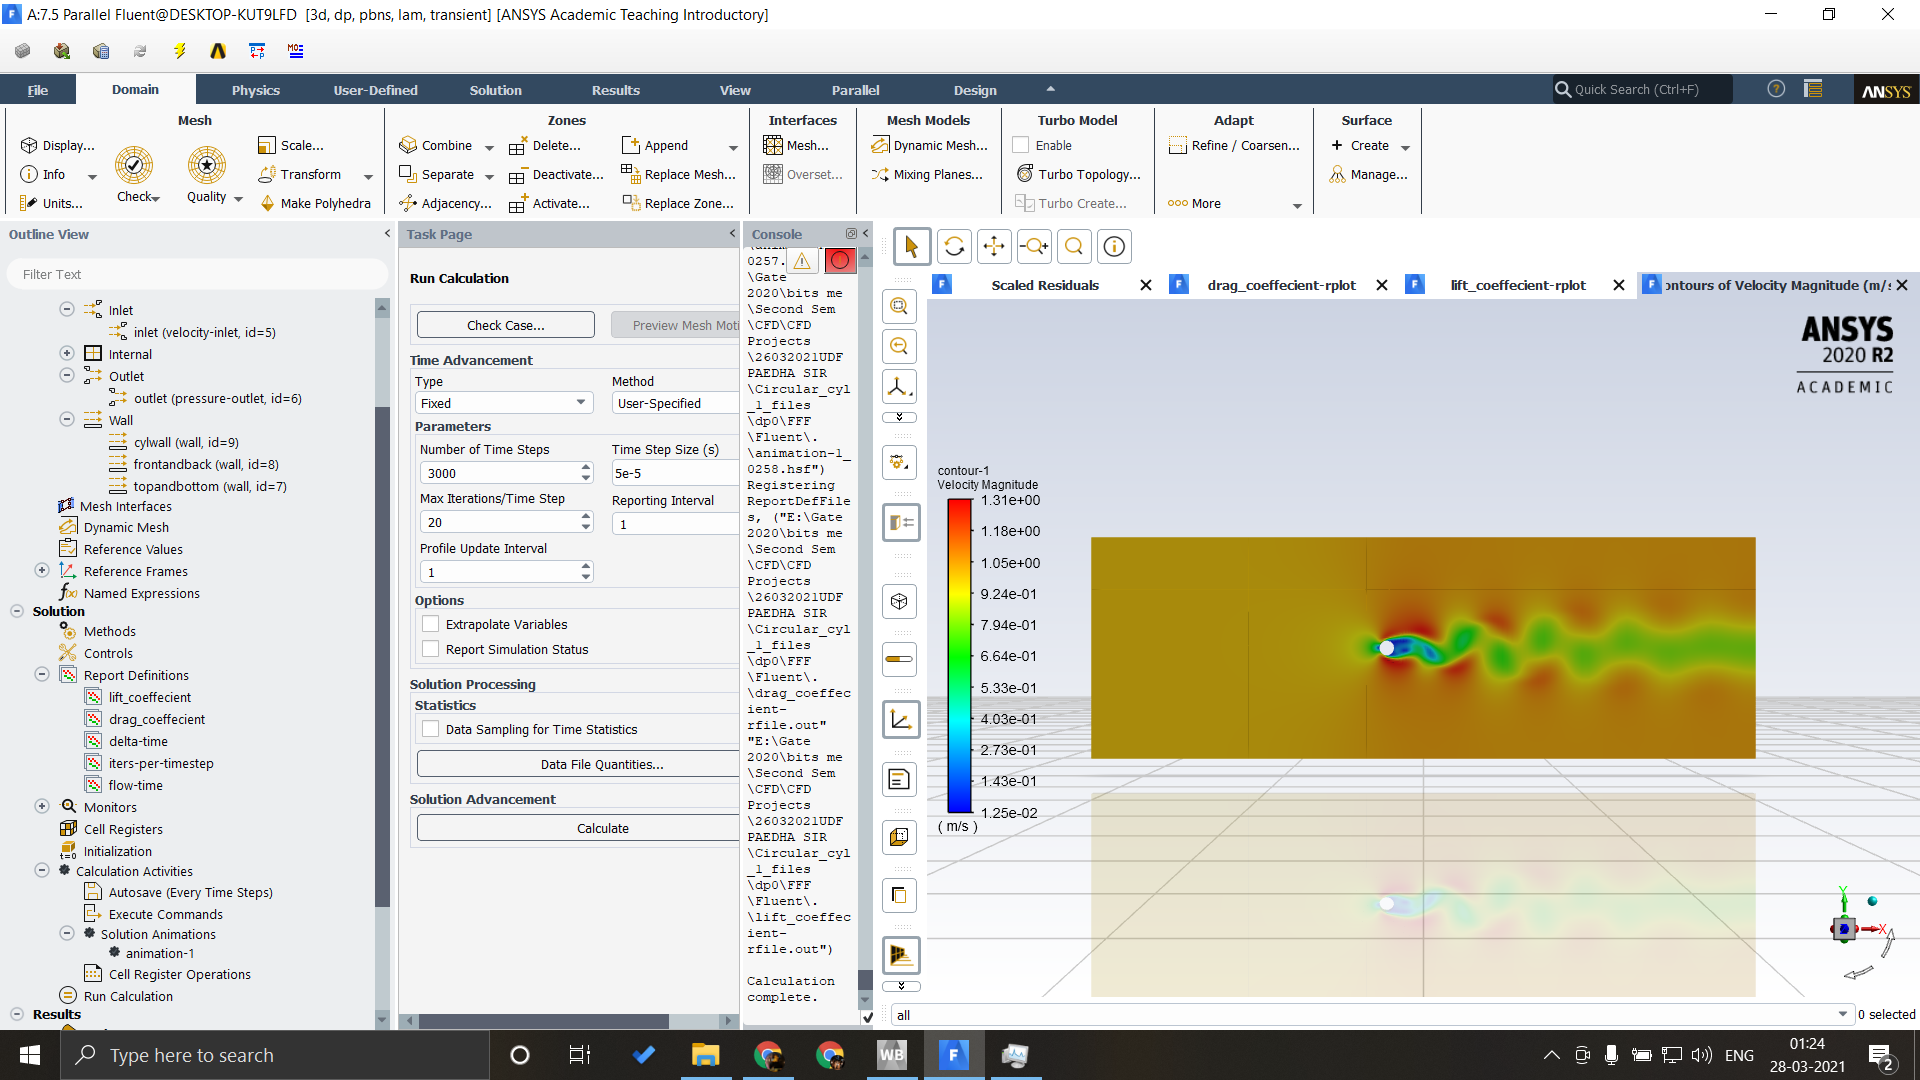 A:7.5 Parallel Fluent@DESKTOP-KUT9LFD [3d, dp, pbns, lam, transient] [ANSYS Academic Teaching Introductory]
File Domain Physics User-Defined Solution Results View Parallel Design Quick Search (Ctrl+F) ANSYS
Mesh
Display...
Info
Units...
Check
Quality
Scale...
Transform
Make Polyhedra
Zones
Combine
Separate
Adjacency...
Delete...
Deactivate...
Activate...
Append
Replace Mesh...
Replace Zone...
Interfaces
Mesh...
Overset...
Mesh Models
Dynamic Mesh...
Mixing Planes...
Turbo Model
Enable
Turbo Topology...
Turbo Create...
Adapt
Refine / Coarsen...
More
Surface
Create
Manage...
Outline View
Filter Text
Inlet
inlet (velocity-inlet, id=5)
Internal
Outlet
outlet (pressure-outlet, id=6)
Wall
cylwall (wall, id=9)
frontandback (wall, id=8)
topandbottom (wall, id=7)
Mesh Interfaces
Dynamic Mesh
Reference Values
Reference Frames
Named Expressions
Solution
Methods
Controls
Report Definitions
lift_coeffecient
drag_coeffecient
delta-time
iters-per-timestep
flow-time
Monitors
Cell Registers
Initialization
Calculation Activities
Autosave (Every Time Steps)
Execute Commands
Solution Animations
animation-1
Cell Register Operations
Run Calculation
Results
Task Page
Run Calculation
Check Case...
Preview Mesh Moti
Time Advancement
Type
Method
Fixed
User-Specified
Parameters
Number of Time Steps
Time Step Size (s)
3000
5e-5
Max Iterations/Time Step
Reporting Interval
20
1
Profile Update Interval
1
Options
Extrapolate Variables
Report Simulation Status
Solution Processing
Statistics
Data Sampling for Time Statistics
Data File Quantities...
Solution Advancement
Calculate
Console
0257.
\Gate
2020\bits me
\Second Sem
\CFD\CFD
Projects
\26032021UDF
PAEDHA SIR
\Circular_cyl
_1_files
\dp0\FFF
\Fluent\.
\animation-1_
0258.hsf")
Registering
ReportDefFile
s, ("E:\Gate
2020\bits me
\Second Sem
\CFD\CFD
Projects
\26032021UDF
PAEDHA SIR
\Circular_cyl
_1_files
\dp0\FFF
\Fluent\.
\drag_coeffec
ient-
rfile.out"
"E:\Gate
2020\bits me
\Second Sem
\CFD\CFD
Projects
\26032021UDF
PAEDHA SIR
\Circular_cyl
_1_files
\dp0\FFF
\Fluent\.
\lift_coeffec
ient-
rfile.out")
Calculation
complete.
Scaled Residuals
drag_coeffecient-rplot
lift_coeffecient-rplot
ontours of Velocity Magnitude (m/s
ANSYS
2020 R2
ACADEMIC
contour-1
Velocity Magnitude
1.31e+00
1.18e+00
1.05e+00
9.24e-01
7.94e-01
6.64e-01
5.33e-01
4.03e-01
2.73e-01
1.43e-01
1.25e-02
( m/s )
Y
X
all
0 selected
Type here to search
WB
F
ENG
01:24
28-03-2021
2